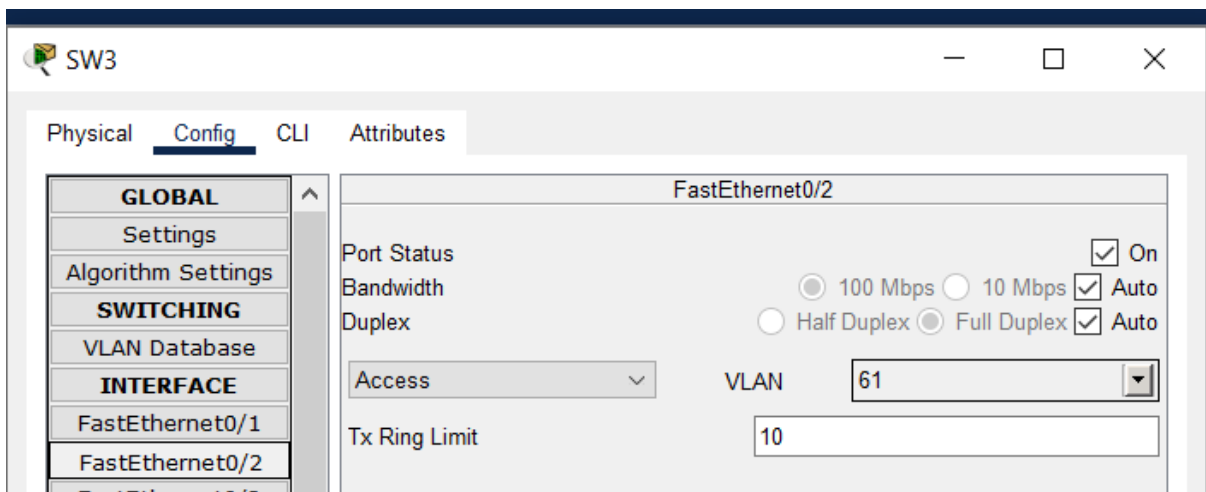 SW3
Physical Config CLI Attributes
GLOBAL
Settings
Algorithm Settings
SWITCHING
VLAN Database
INTERFACE
FastEthernet0/1
FastEthernet0/2
FastEthernet0/2
Port Status On
Bandwidth 100 Mbps 10 Mbps Auto
Duplex Half Duplex Full Duplex Auto
Access VLAN 61
Tx Ring Limit 10